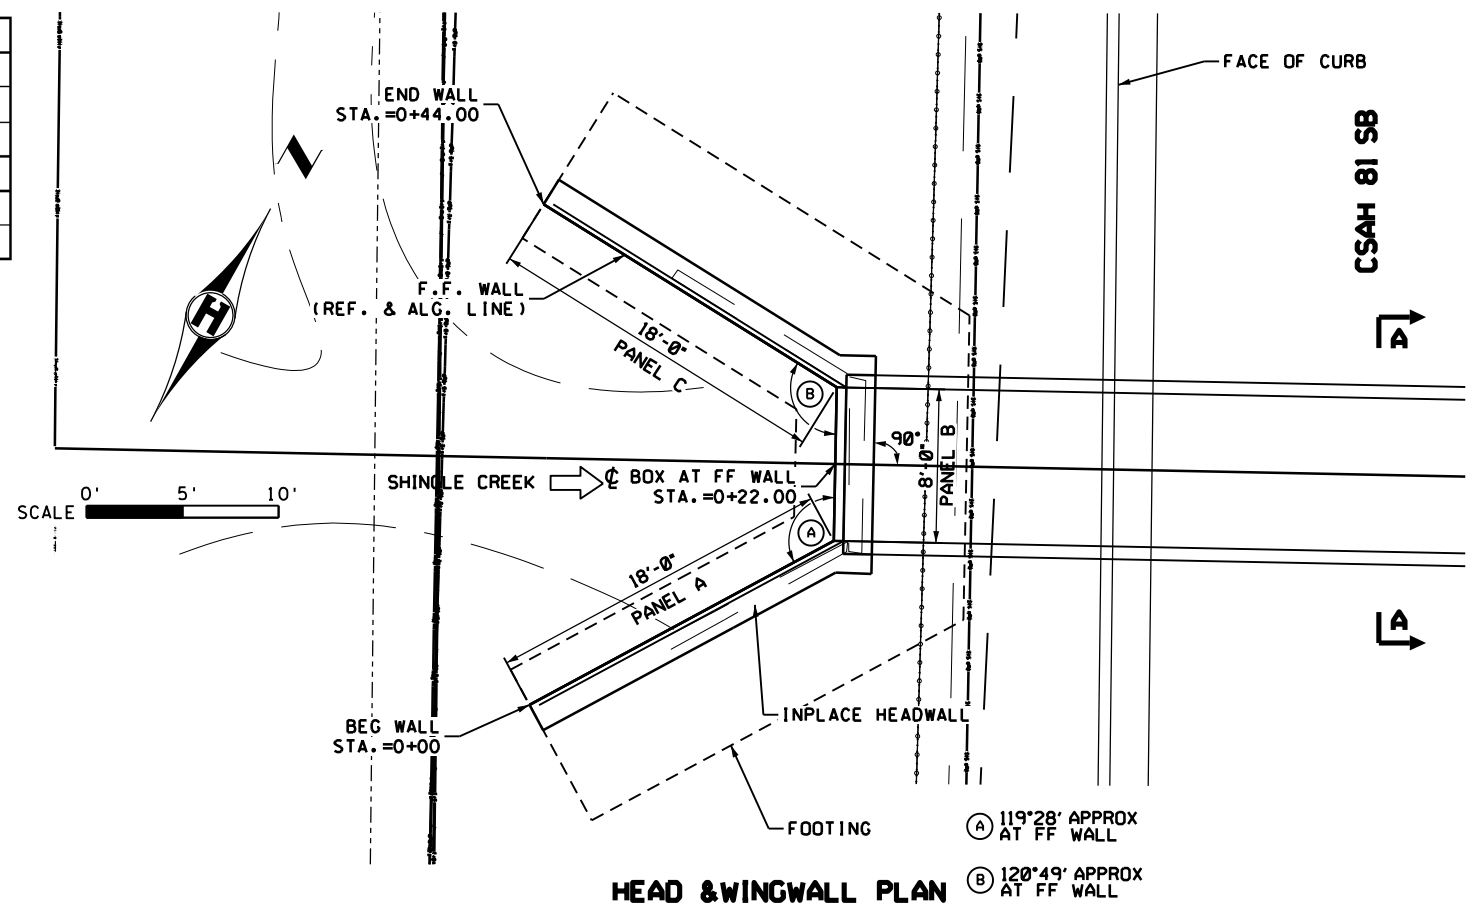 FACE OF CURB
END WALL
STA.=0+44.00
CSAH 81 SB
N
H
F.F. WALL
(REF. & ALG. LINE)
18'-0"
PANEL C
A
B
90°
8'-0"
PANEL B
SHINGLE CREEK
℄ BOX AT FF WALL
STA.=0+22.00
0' 5' 10'
SCALE
A
18'-0"
PANEL A
A
INPLACE HEADWALL
BEG WALL
STA.=0+00
FOOTING
A 119°28' APPROX
AT FF WALL
B 120°49' APPROX
AT FF WALL
HEAD &WINGWALL PLAN